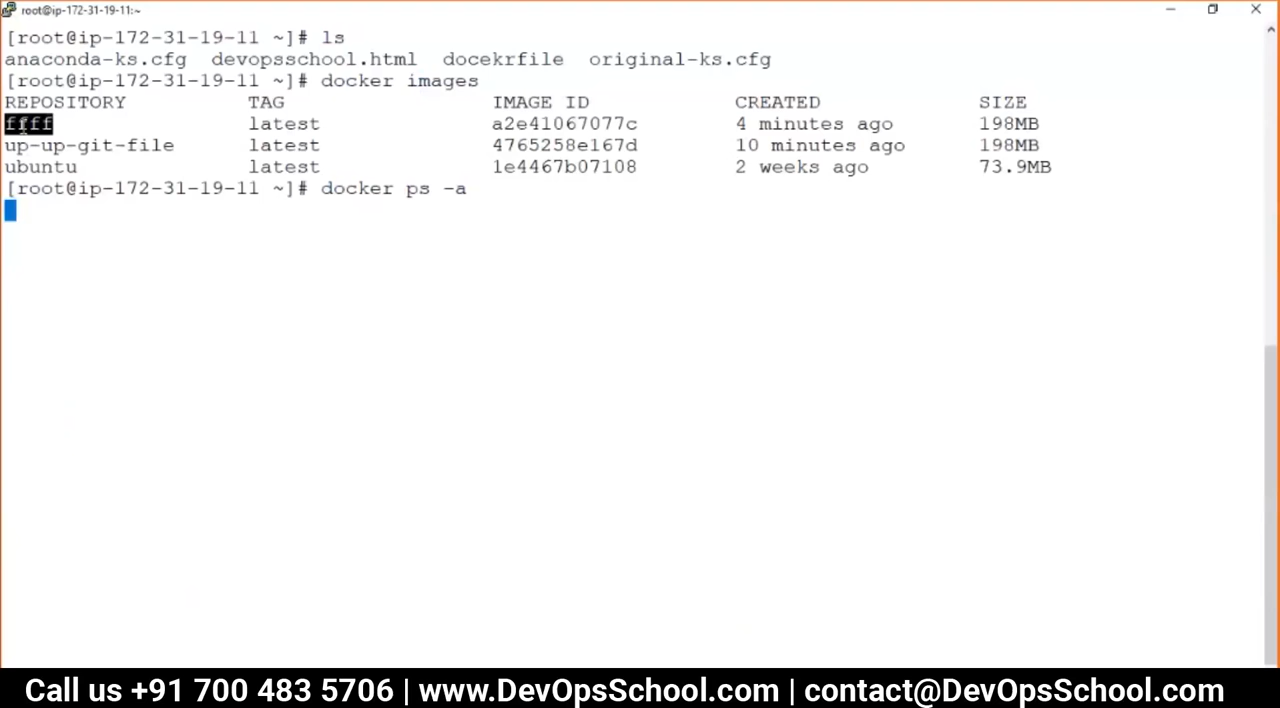 root@ip-172-31-19-11:~
[root@ip-172-31-19-11 ~]# ls
anaconda-ks.cfg  devopsschool.html  docekrfile  original-ks.cfg
[root@ip-172-31-19-11 ~]# docker images
REPOSITORY          TAG                 IMAGE ID            CREATED             SIZE
ffff                latest              a2e41067077c        4 minutes ago       198MB
up-up-git-file      latest              4765258e167d        10 minutes ago      198MB
ubuntu              latest              1e4467b07108        2 weeks ago         73.9MB
[root@ip-172-31-19-11 ~]# docker ps -a
Call us +91 700 483 5706 | www.DevOpsSchool.com | contact@DevOpsSchool.com